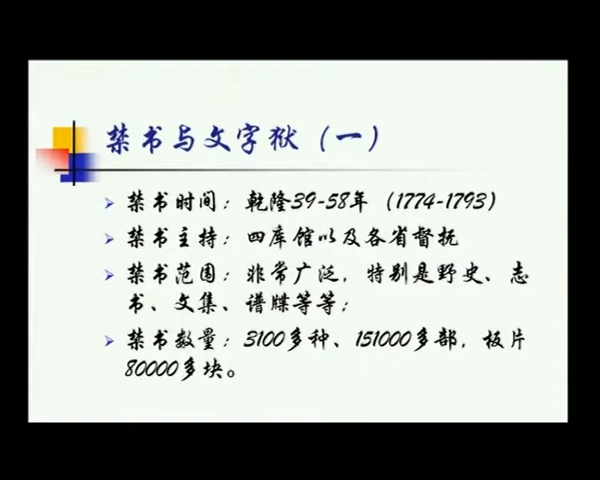 禁书与文字狱（一）
禁书时间：乾隆39-58年（1774-1793）
禁书主持：四库馆以及各省督抚
禁书范围：非常广泛，特别是野史、志
书、文集、谱牒等等；
禁书数量：3100多种、151000多部，板片
80000多块。